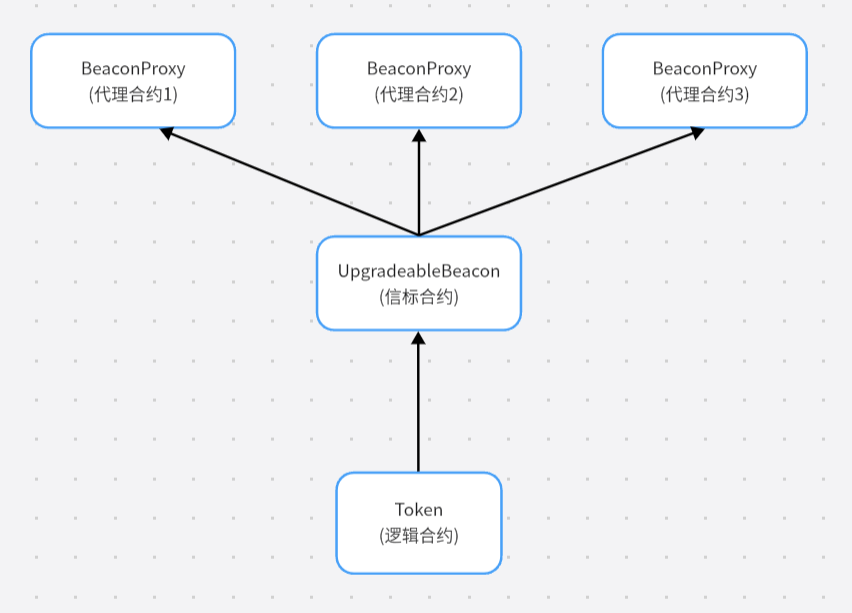 BeaconProxy
(代理合约1)
BeaconProxy
(代理合约2)
BeaconProxy
(代理合约3)
UpgradeableBeacon
(信标合约)
Token
(逻辑合约)